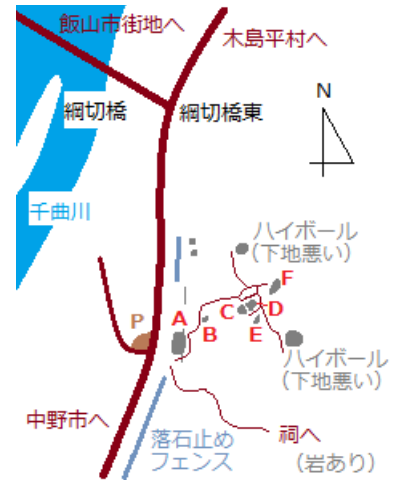 飯山市街地へ
木島平村へ
N
綱切橋
綱切橋東
千曲川
ハイボール
(下地悪い)
F
P
A
C
D
B
E
ハイボール
(下地悪い)
中野市へ
落石止め
フェンス
祠へ
(岩あり)